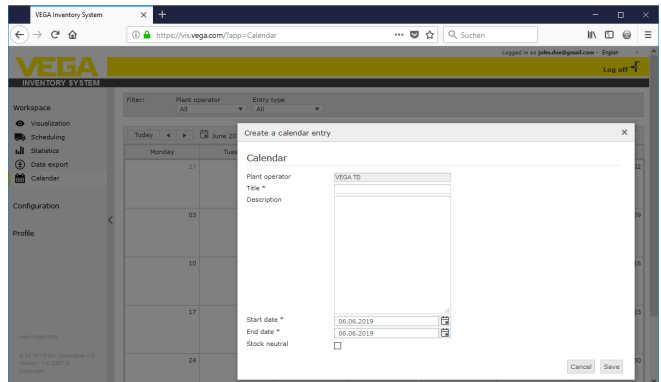 VEGA Inventory System
https://vis.vega.com/?app=Calendar
Suchen
Logged in as john.doe@gmail.com - English
VEGA
INVENTORY SYSTEM
Log off
Workspace
Visualization
Scheduling
Statistics
Data export
Calendar
Configuration
Profile
www.vega.com
Copyright
Filter:
Plant operator
All
Entry type
All
Today
June 20
Monday
Tues
27
03
10
17
24
02
09
16
23
30
Create a calendar entry
Calendar
Plant operator
VEGA TD
Title *
Description
Start date *
06.06.2019
End date *
06.06.2019
Stock neutral
Cancel
Save